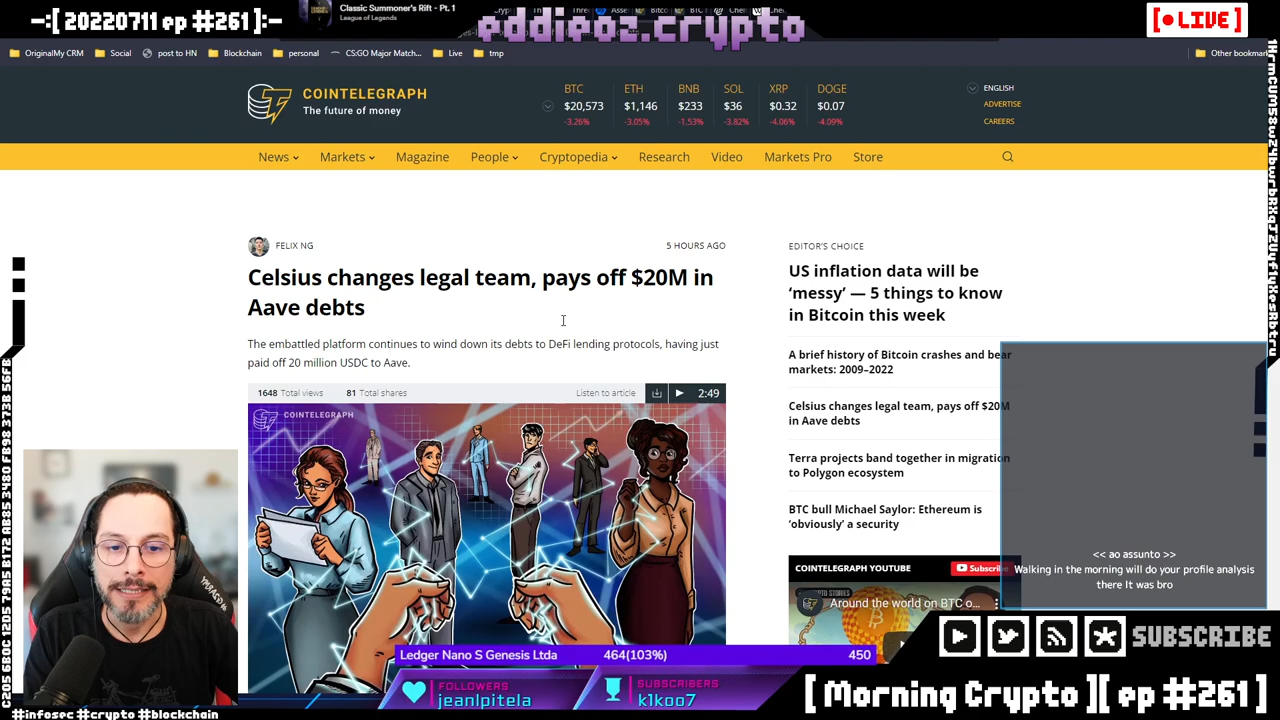 -:[ 20220711 ep #261]:-
Classic Summoner's Rift - Pt. 1
League of Legends
eddieoz.crypto
[•LIVE]
OriginalMy CRM
Social
post to HN
Blockchain
personal
CS:GO Major Match...
Live
tmp
Other bookmar
COINTELEGRAPH
The future of money
BTC ETH BNB SOL XRP DOGE
$20,573 $1,146 $233 $36 $0.32 $0.07
-3.26% -3.05% -1.53% -3.82% -4.06% -4.09%
ENGLISH
ADVERTISE
CAREERS
News Markets Magazine People Cryptopedia Research Video Markets Pro Store
FELIX NG
5 HOURS AGO
Celsius changes legal team, pays off $20M in
Aave debts
The embattled platform continues to wind down its debts to DeFi lending protocols, having just
paid off 20 million USDC to Aave.
1648 Total views
81 Total shares
Listen to article
2:49
COINTELEGRAPH
EDITOR'S CHOICE
US inflation data will be
‘messy’ — 5 things to know
in Bitcoin this week
A brief history of Bitcoin crashes and bear
markets: 2009–2022
Celsius changes legal team, pays off $20M
in Aave debts
Terra projects band together in migration
to Polygon ecosystem
BTC bull Michael Saylor: Ethereum is
‘obviously’ a security
COINTELEGRAPH YOUTUBE
Subscribe
Around the world on BTC o...
<< ao assunto >>
Walking in the morning will do your profile analysis
there It was bro
Ledger Nano S Genesis Ltda
464(103%)
450
FOLLOWERS
jeanlpitela
SUBSCRIBERS
k1koo7
SUBSCRIBE
[ Morning Crypto ][ ep #261 ]
#infosec #crypto #blockchain